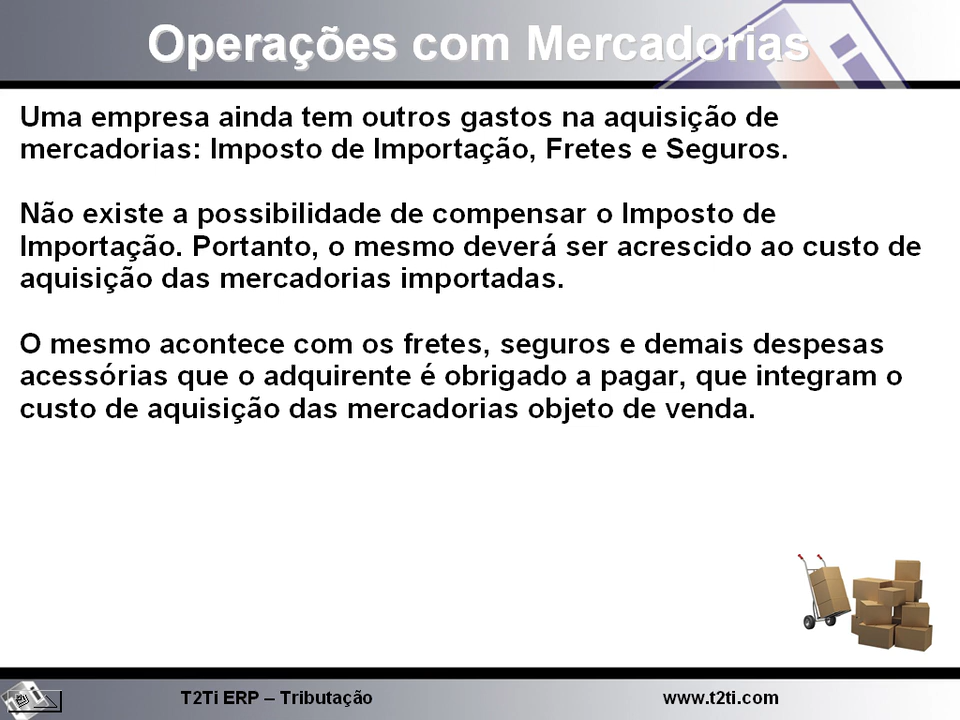 Operações com Mercadorias
Uma empresa ainda tem outros gastos na aquisição de
mercadorias: Imposto de Importação, Fretes e Seguros.
Não existe a possibilidade de compensar o Imposto de
Importação. Portanto, o mesmo deverá ser acrescido ao custo de
aquisição das mercadorias importadas.
O mesmo acontece com os fretes, seguros e demais despesas
acessórias que o adquirente é obrigado a pagar, que integram o
custo de aquisição das mercadorias objeto de venda.
T2Ti ERP – Tributação
www.t2ti.com